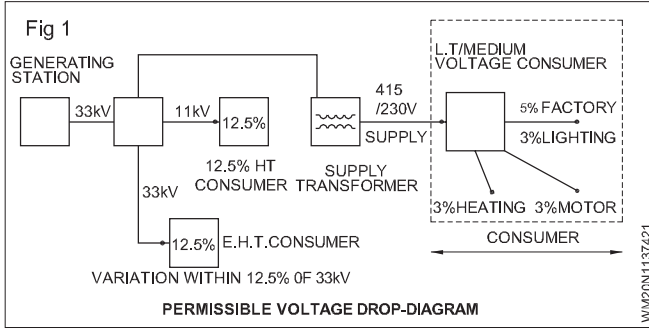 Fig 1
GENERATING
STATION
33kV
11kV
12.5%
12.5% HT
CONSUMER
33kV
12.5%
E.H.T.CONSUMER
VARIATION WITHIN 12.5% 0F 33kV
SUPPLY
TRANSFORMER
415
/230V
SUPPLY
L.T/MEDIUM
VOLTAGE CONSUMER
5% FACTORY
3%LIGHTING
3%HEATING
3%MOTOR
CONSUMER
PERMISSIBLE VOLTAGE DROP-DIAGRAM
WM20N1137421